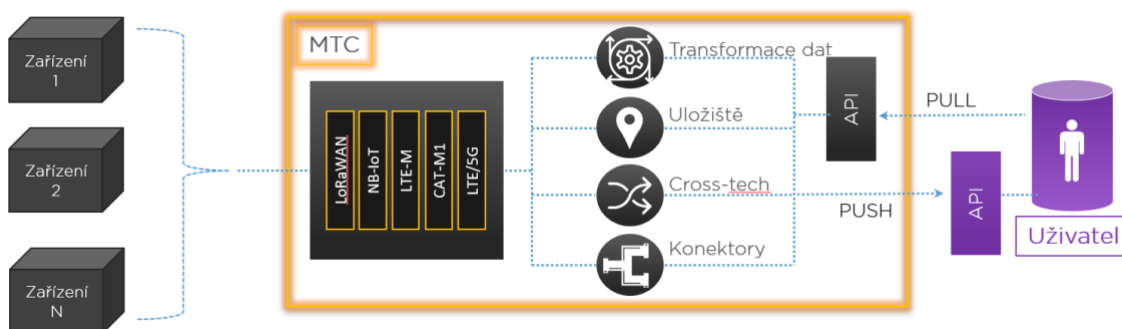 Zařízení
1
Zařízení
2
Zařízení
N
MTC
LoRaWAN
NB-IoT
LTE-M
CAT-M1
LTE/5G
Transformace dat
Uložiště
Cross-tech
Konektory
API
PULL
PUSH
API
Uživatel